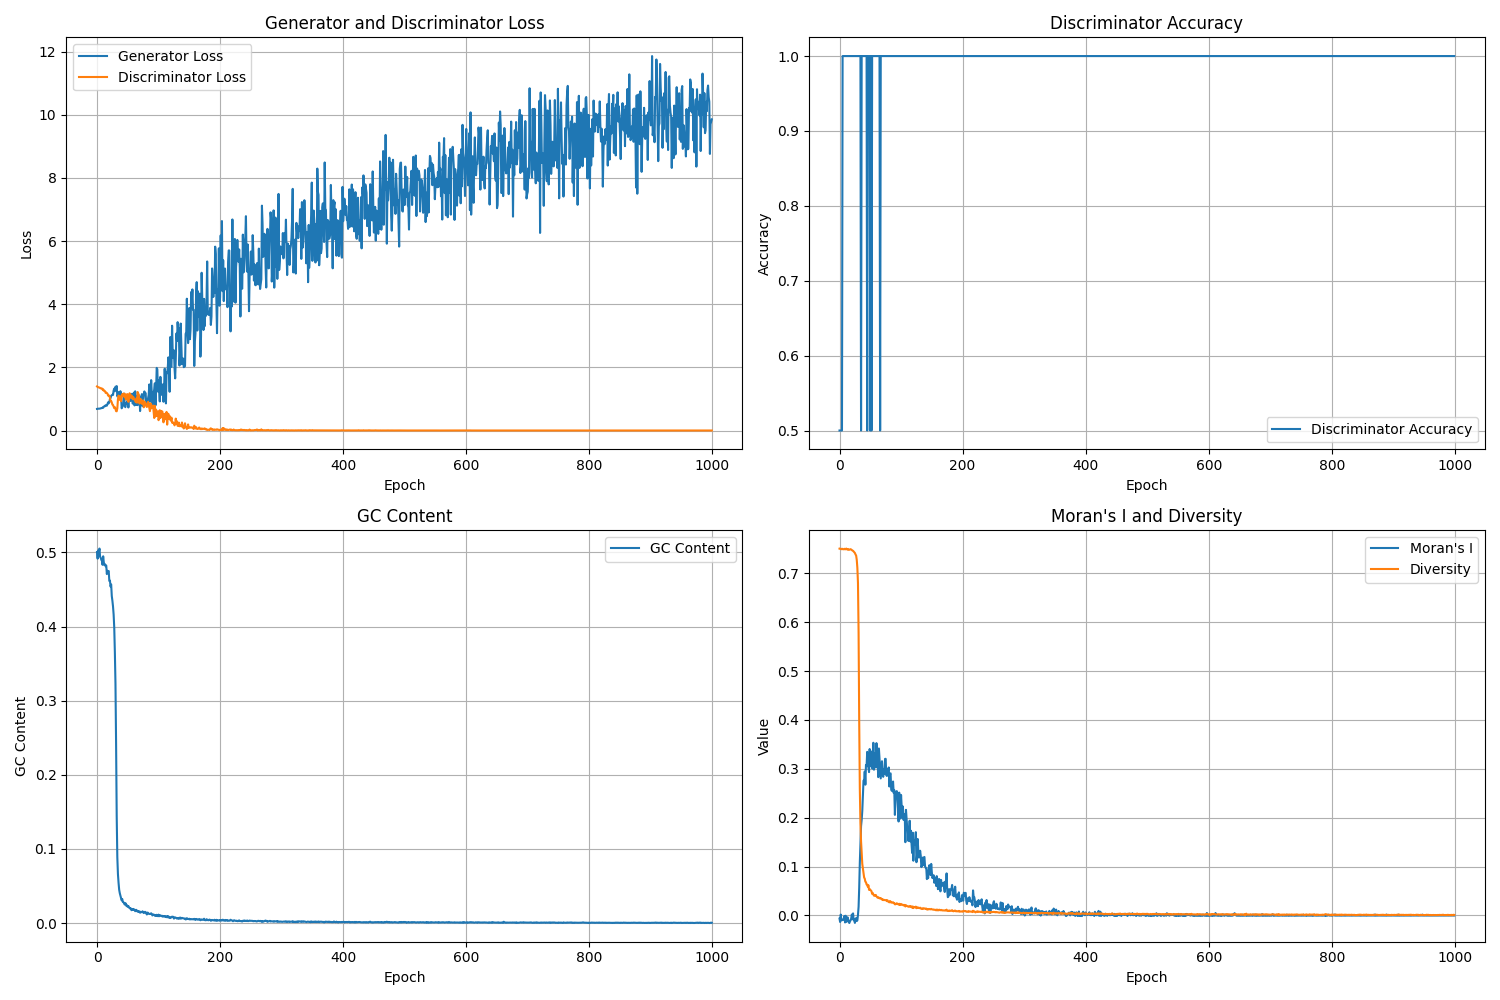 Generator and Discriminator Loss
Generator Loss
Discriminator Loss
12
10
8
6
4
2
0
Loss
0 200 400 600 800 1000
Epoch
Discriminator Accuracy
1.0
0.9
0.8
0.7
0.6
0.5
Accuracy
Discriminator Accuracy
0 200 400 600 800 1000
Epoch
GC Content
GC Content
0.5
0.4
0.3
0.2
0.1
0.0
GC Content
0 200 400 600 800 1000
Epoch
Moran's I and Diversity
Moran's I
Diversity
0.7
0.6
0.5
0.4
0.3
0.2
0.1
0.0
Value
0 200 400 600 800 1000
Epoch